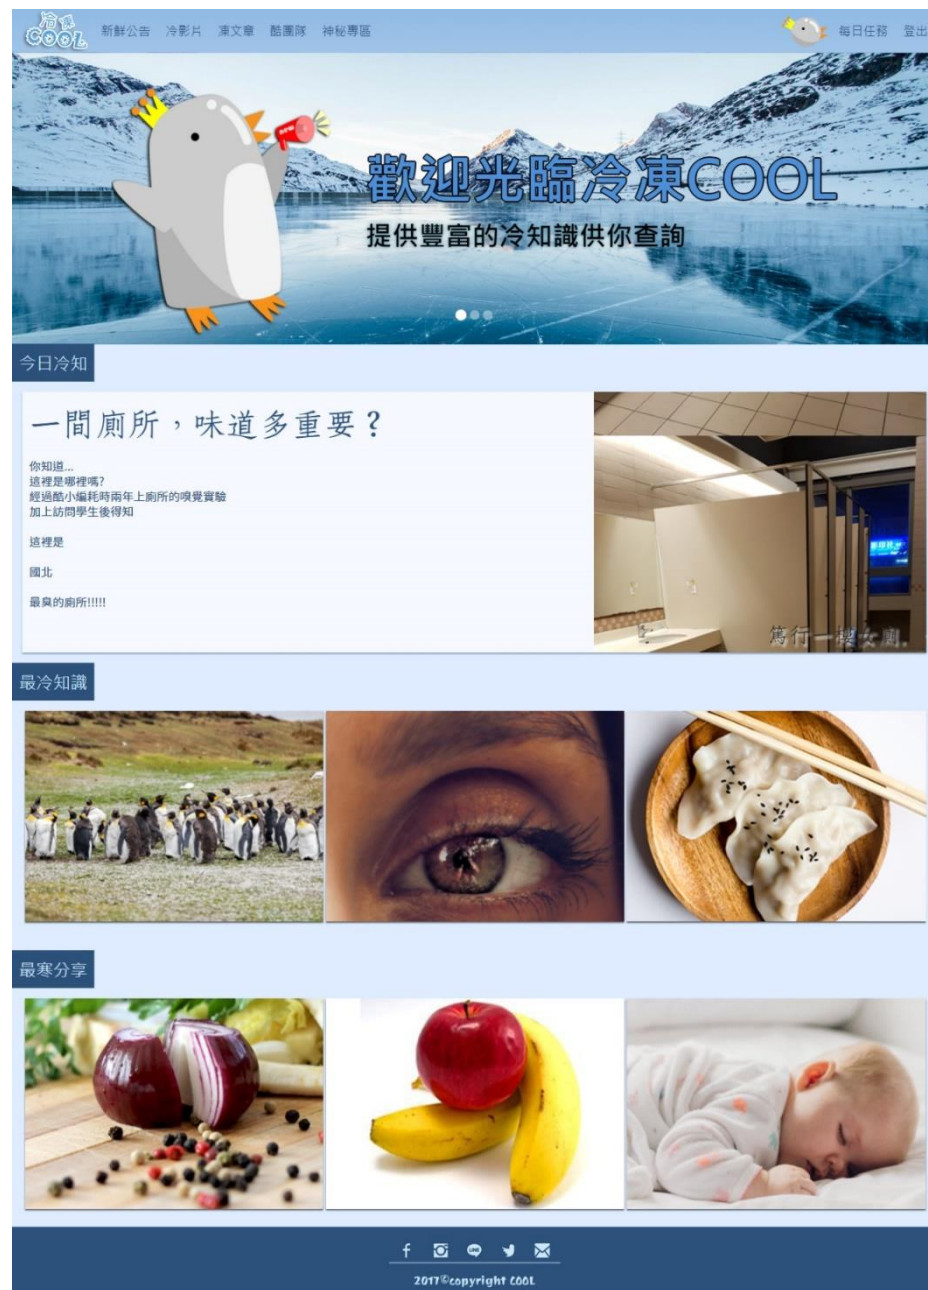 冷凍
COOL
新鮮公告 冷影片 凍文章 酷團隊 神秘專區
每日任務 登出
new
歡迎光臨冷凍COOL
提供豐富的冷知識供你查詢
今日冷知
一間廁所，味道多重要？
你知道...
這裡是哪裡嗎?
經過酷小編耗時兩年上廁所的嗅覺實驗
加上訪問學生後得知
這裡是
國北
最臭的廁所!!!!!
篤行一樓女廁.
最冷知識
最寒分享
LINE
2017©copyright COOL